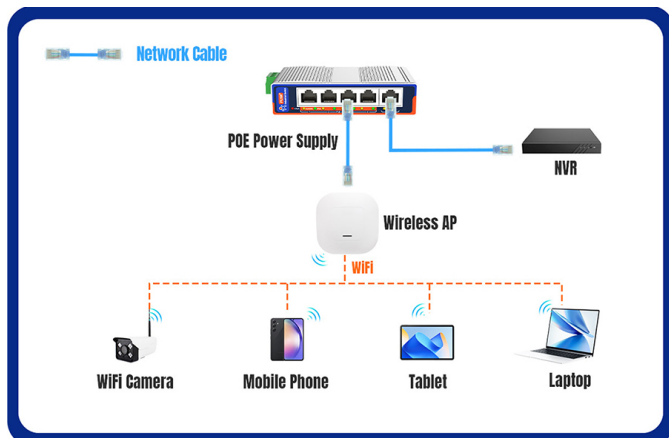 Network Cable
POE Power Supply
NVR
Wireless AP
WiFi
WiFi Camera
Mobile Phone
Tablet
Laptop